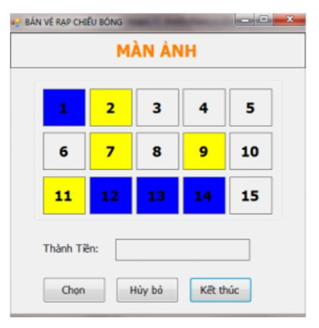 BÁN VÉ RẠP CHIẾU BÓNG
MÀN ẢNH
1 2 3 4 5
6 7 8 9 10
11 12 13 14 15
Thành Tiền:
Chọn Hủy bỏ Kết thúc